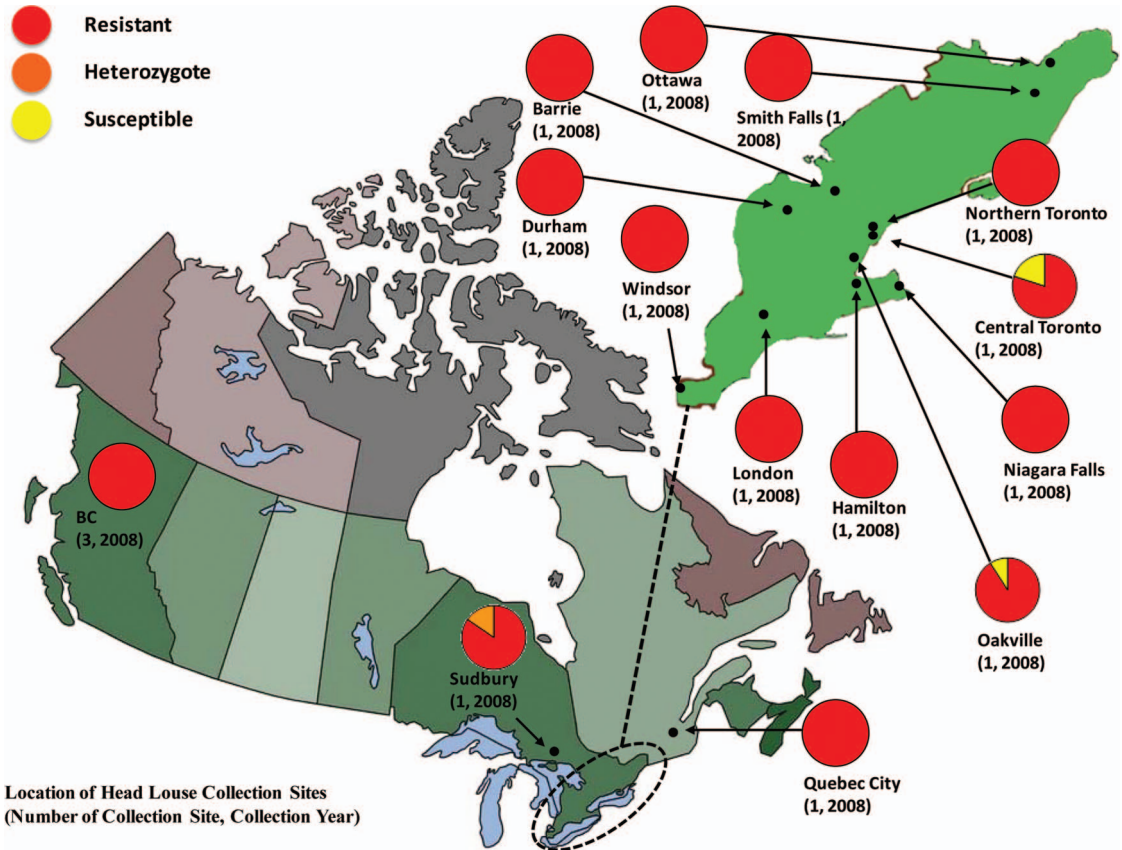 Resistant
Heterozygote
Susceptible
Ottawa
(1, 2008)
Barrie
(1, 2008)
Smith Falls (1,
2008)
Durham
(1, 2008)
Northern Toronto
(1, 2008)
Windsor
(1, 2008)
Central Toronto
(1, 2008)
London
(1, 2008)
Hamilton
(1, 2008)
Niagara Falls
(1, 2008)
BC
(3, 2008)
Oakville
(1, 2008)
Sudbury
(1, 2008)
Quebec City
(1, 2008)
Location of Head Louse Collection Sites
(Number of Collection Site, Collection Year)